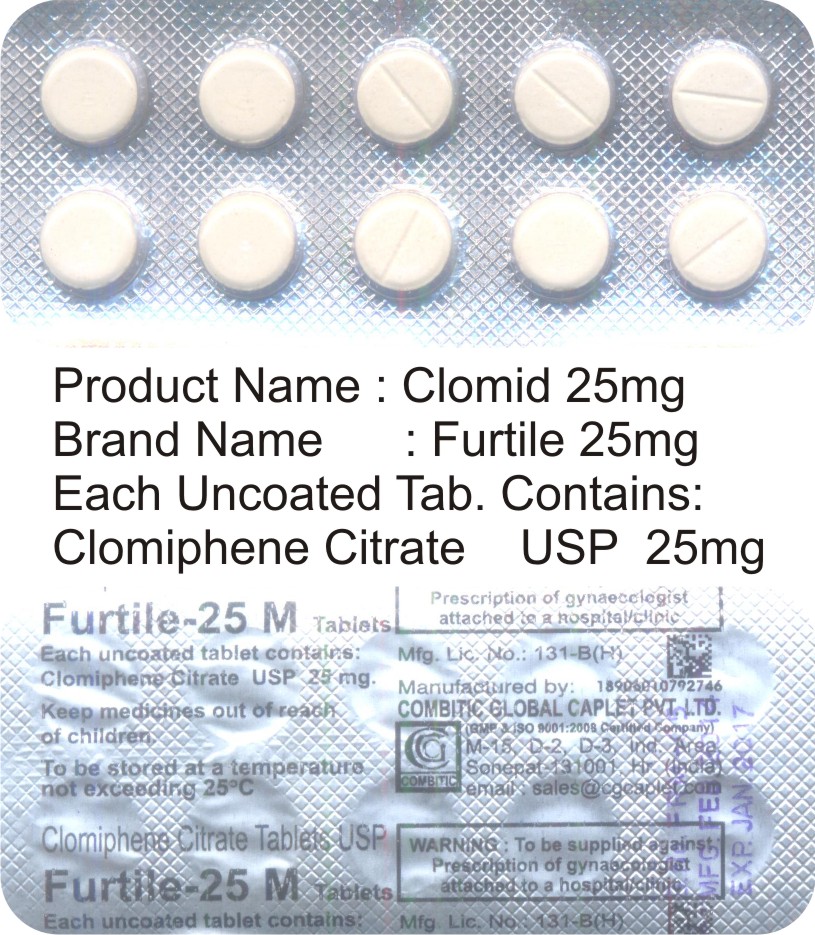 Product Name : Clomid 25mg
Brand Name : Furtile 25mg
Each Uncoated Tab. Contains:
Clomiphene Citrate USP 25mg
Furtile-25 M Tablets
Each uncoated tablet contains:
Clomiphene Citrate USP 25 mg.
Keep medicines out of reach
of children.
To be stored at a temperature
not exceeding 25°C
Clomiphene Citrate Tablets USP
Furtile-25 M Tablets
Each uncoated tablet contains:
Prescription of gynaecologist
attached to a hospital/clinic
Mfg. Lic. No.: 131-B(H)
Manufactured by: 18906010792746
COMBITIC GLOBAL CAPLET PVT. LTD.
(GMP & ISO 9001:2008 Certified Company)
M-15, D-2, D-3, Ind. Area,
Sonepat-131001, Hr. (India)
email : sales@cgcaplet.com
COMBITIC
WARNING : To be supplied against
Prescription of gynaecologist
attached to a hospital/clinic
Mfg. Lic. No.: 131-B(H)
MFG. FEB
EXP. JAN 2017